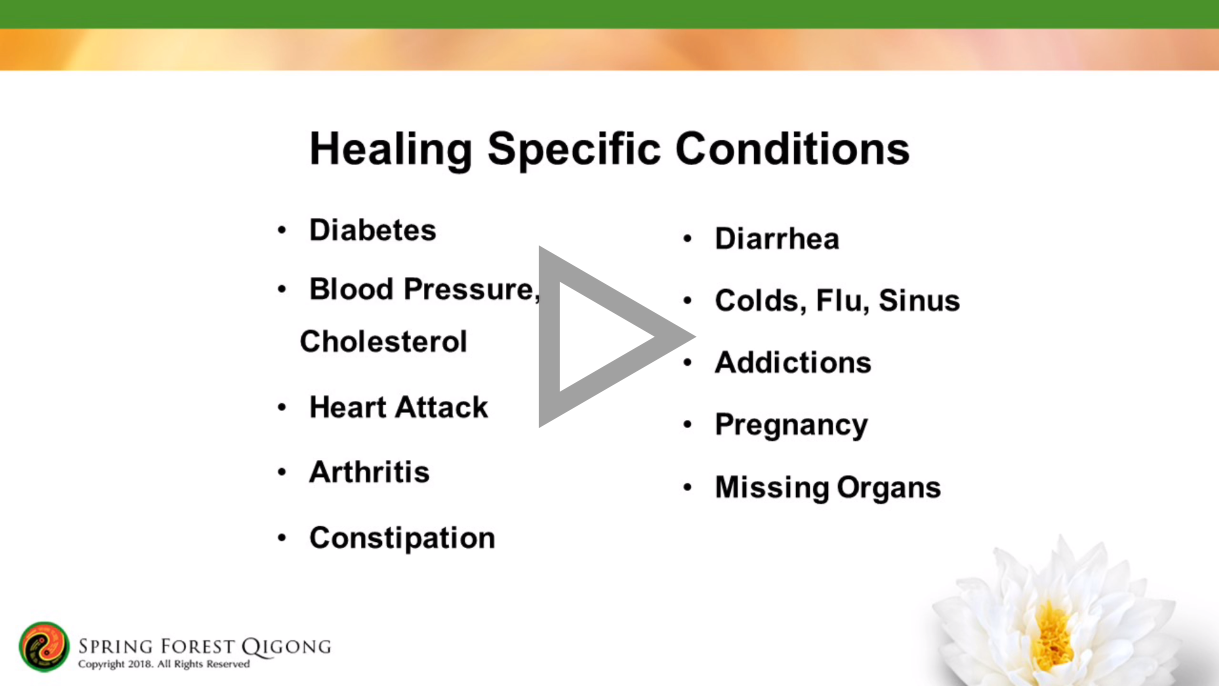 Healing Specific Conditions
• Diabetes
• Blood Pressure,
Cholesterol
• Heart Attack
• Arthritis
• Constipation
• Diarrhea
• Colds, Flu, Sinus
• Addictions
• Pregnancy
• Missing Organs
SPRING FOREST QIGONG
Copyright 2018. All Rights Reserved